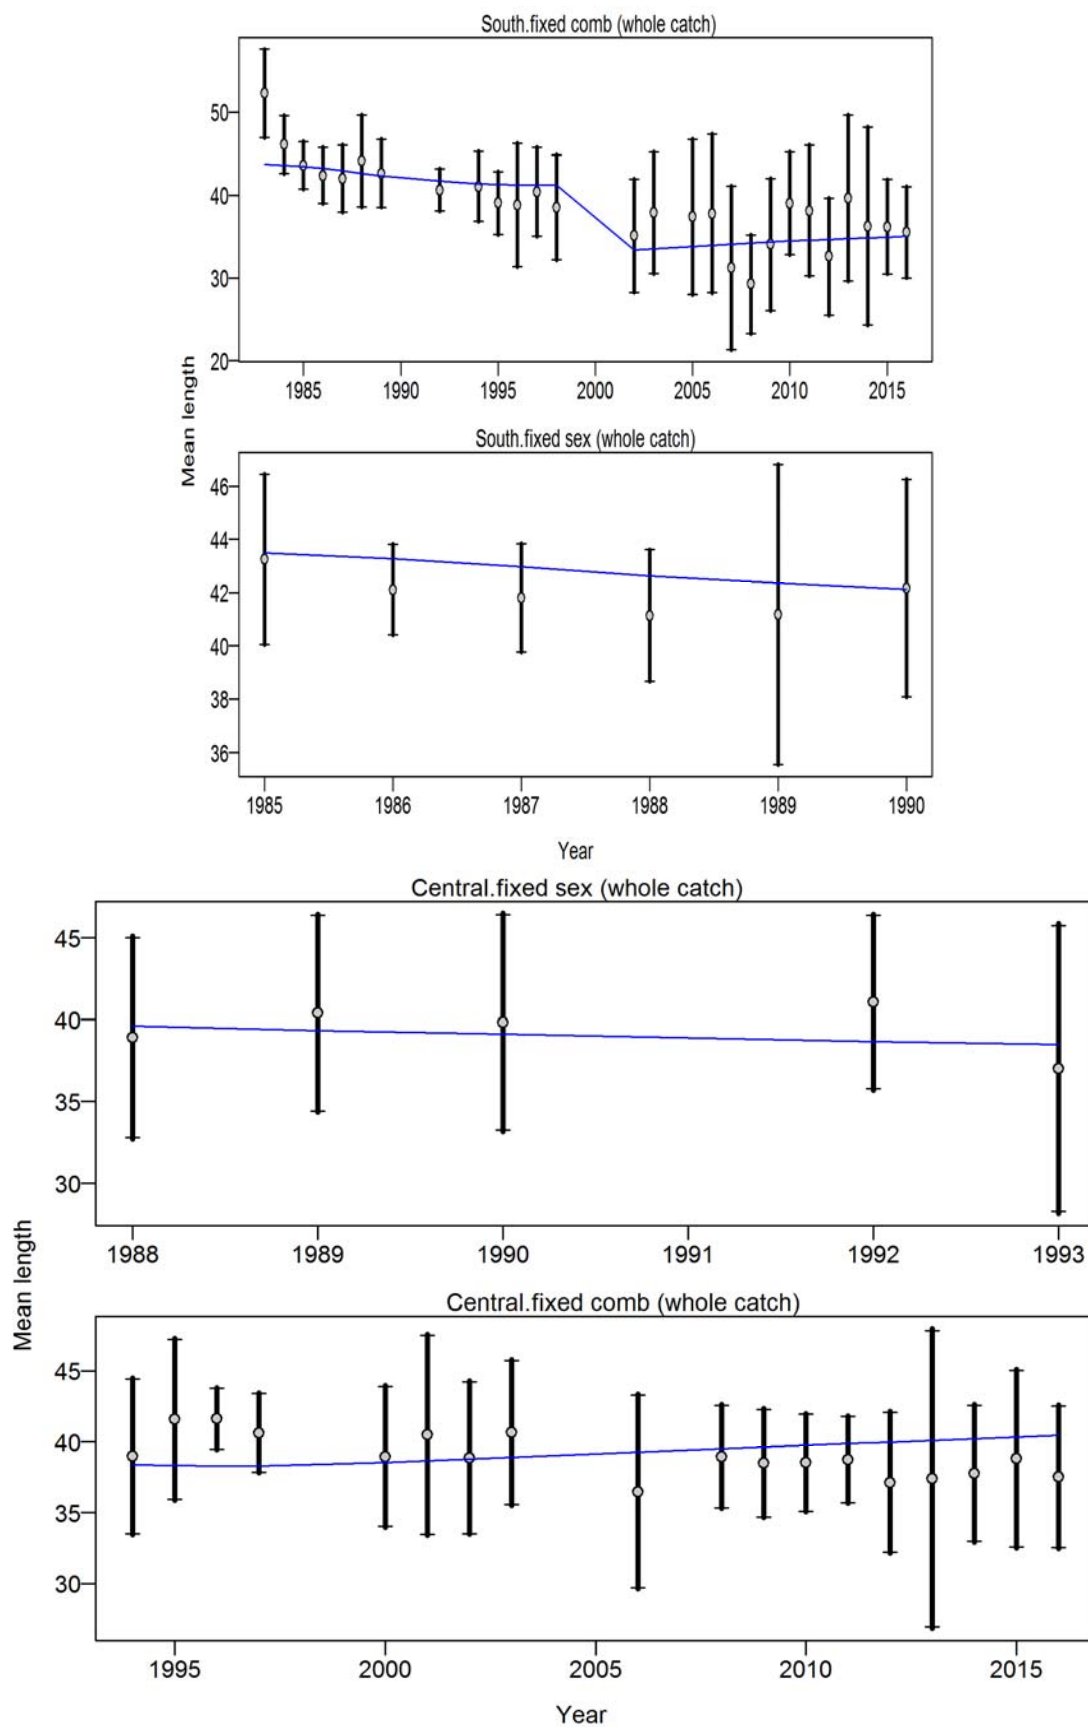 South.fixed comb (whole catch)
50
40
30
20
1985 1990 1995 2000 2005 2010 2015
Mean length
South.fixed sex (whole catch)
46
44
42
40
38
36
1985 1986 1987 1988 1989 1990
Year
Central.fixed sex (whole catch)
45
40
35
30
1988 1989 1990 1991 1992 1993
Mean length
Central.fixed comb (whole catch)
45
40
35
30
1995 2000 2005 2010 2015
Year